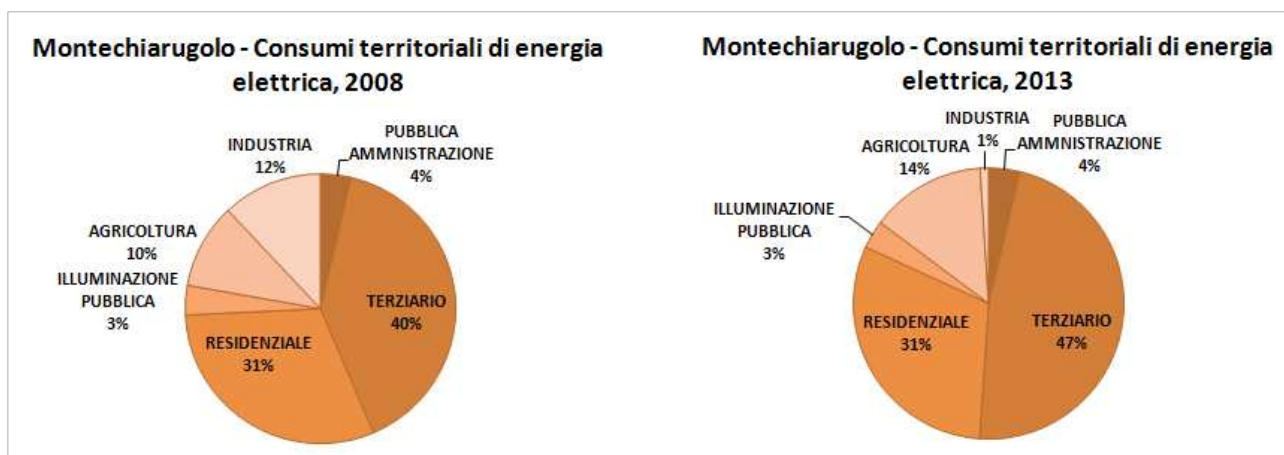 Montechiarugolo - Consumi territoriali di energia
elettrica, 2008
INDUSTRIA
12%
PUBBLICA
AMMNISTRAZIONE
4%
AGRICOLTURA
10%
ILLUMINAZIONE
PUBBLICA
3%
RESIDENZIALE
31%
TERZIARIO
40%
Montechiarugolo - Consumi territoriali di energia
elettrica, 2013
INDUSTRIA
1%
PUBBLICA
AMMNISTRAZIONE
4%
AGRICOLTURA
14%
ILLUMINAZIONE
PUBBLICA
3%
RESIDENZIALE
31%
TERZIARIO
47%